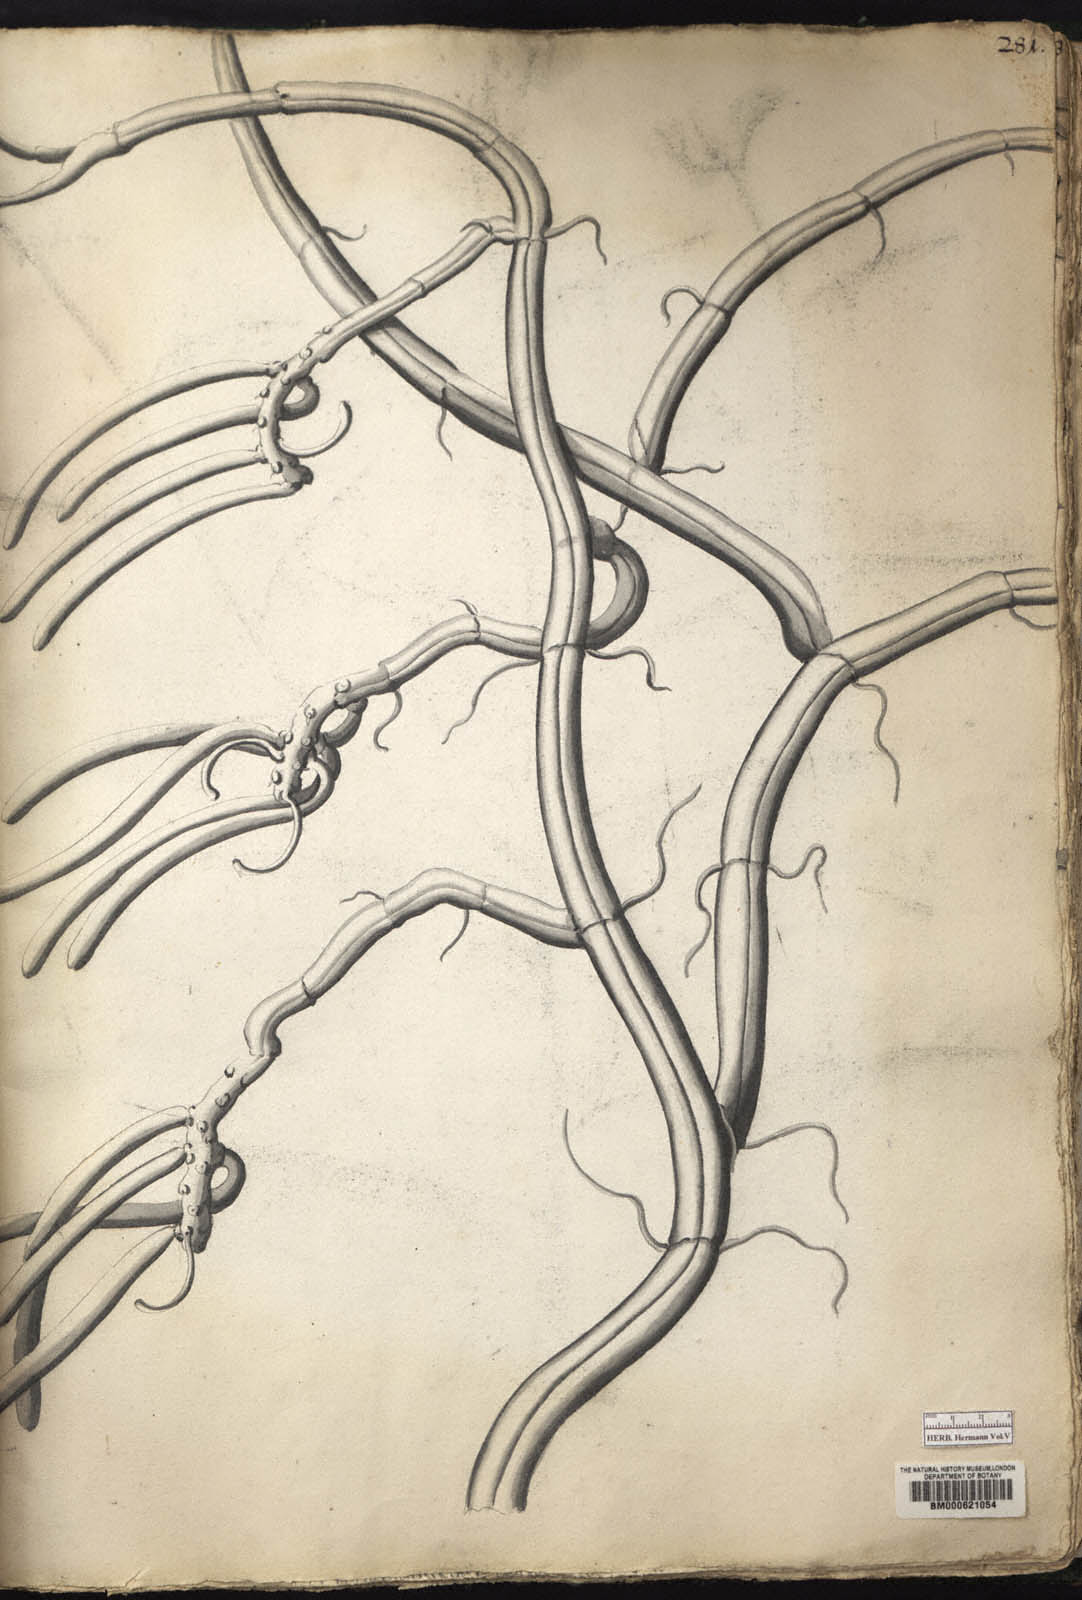 281.
HERB. Hermann Vol.V
THE NATURAL HISTORY MUSEUM, LONDON
DEPARTMENT OF BOTANY
BM000621054